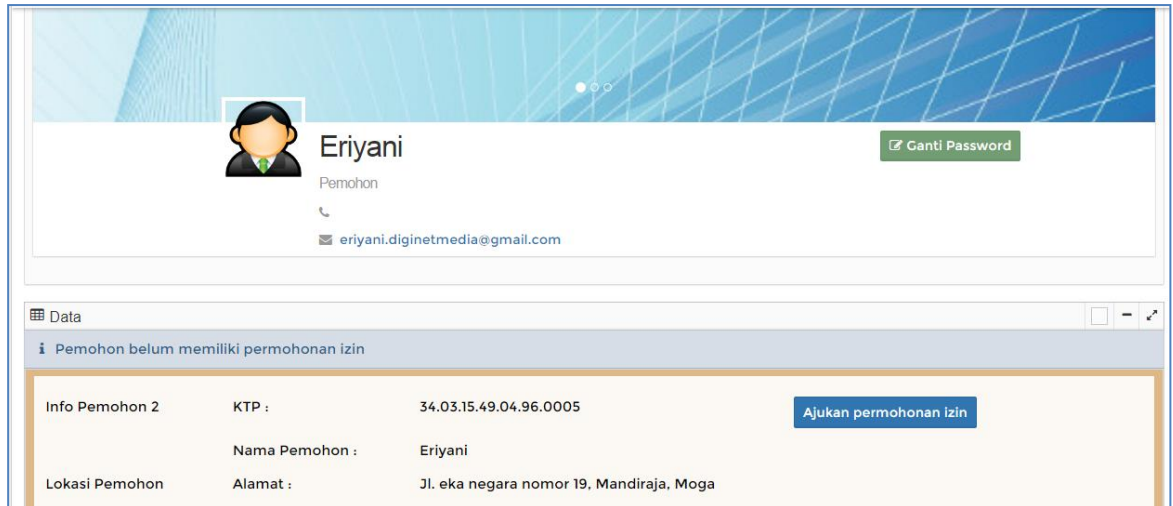 Eriyani
Ganti Password
Pemohon
eriyani.diginetmedia@gmail.com
Data
Pemohon belum memiliki permohonan izin
Info Pemohon 2 KTP : 34.03.15.49.04.96.0005 Ajukan permohonan izin
Nama Pemohon : Eriyani
Lokasi Pemohon Alamat : Jl. eka negara nomor 19, Mandiraja, Moga